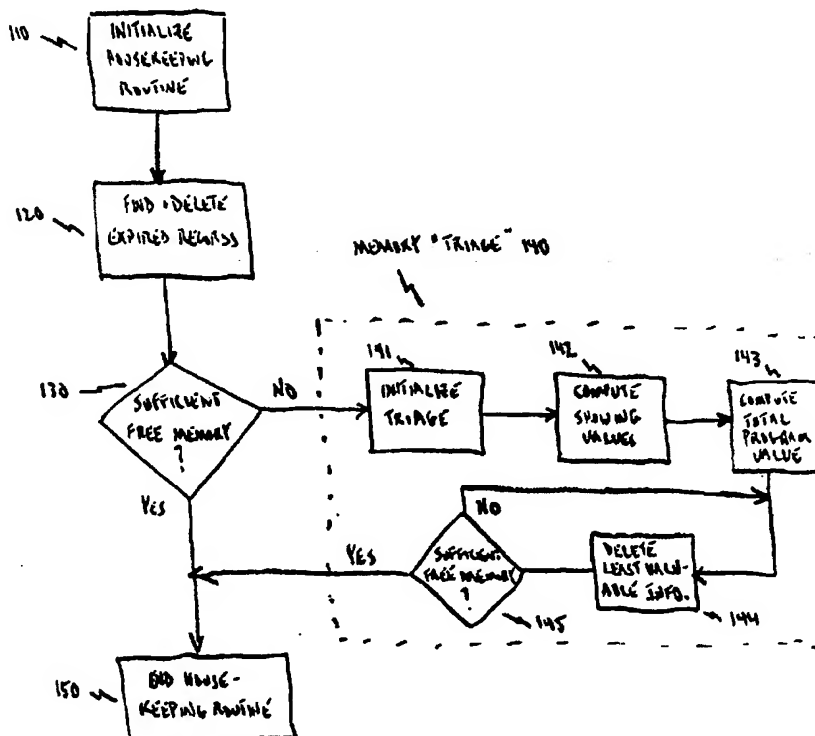 110
INITIALIZE
HOUSEKEEPING
ROUTINE
120
FIND + DELETE
EXPIRED RECORDS
MEMORY "TRIAGE" 140
130
SUFFICIENT
FREE MEMORY
?
NO
YES
141
INITIALIZE
TRIAGE
142
COMPUTE
SHOWING
VALUES
143
COMPUTE
TOTAL
PROGRAM
VALUE
NO
YES
SUFFICIENT
FREE MEMORY
?
145
DELETE
LEAST VALU-
ABLE INFO.
144
150
END HOUSE-
KEEPING ROUTINE